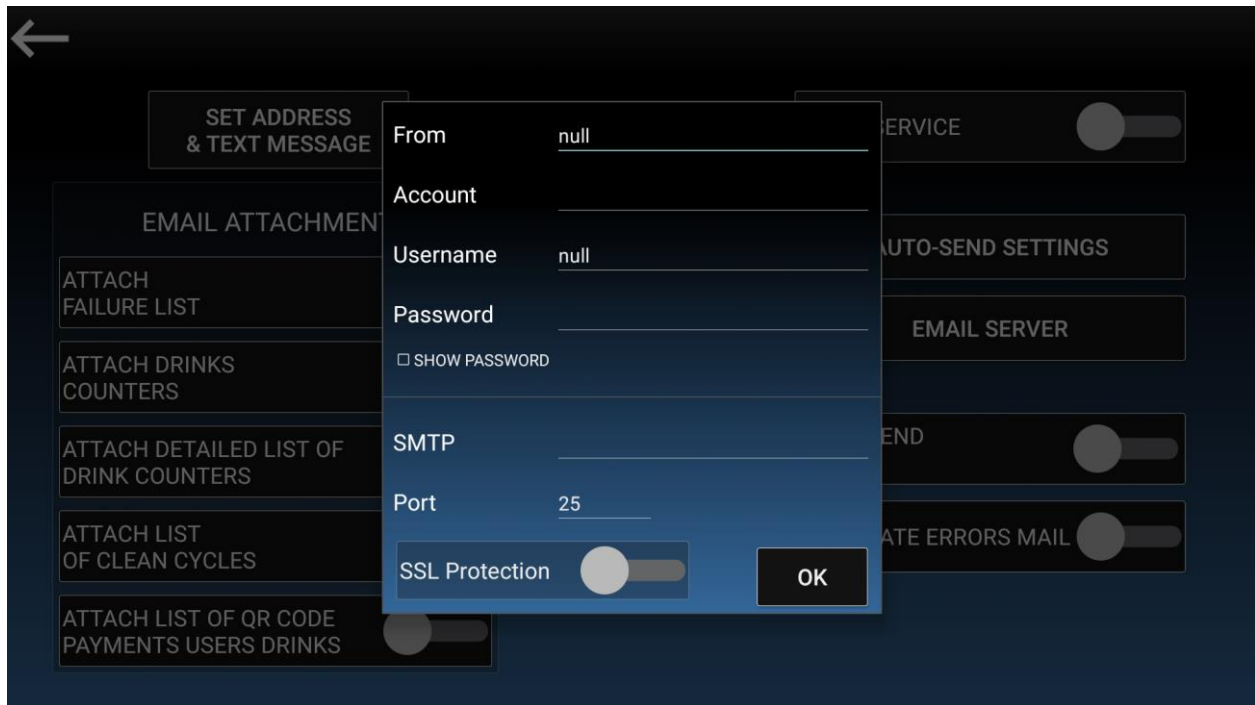 SET ADDRESS
& TEXT MESSAGE
EMAIL ATTACHMEN
ATTACH
FAILURE LIST
ATTACH DRINKS
COUNTERS
ATTACH DETAILED LIST OF
DRINK COUNTERS
ATTACH LIST
OF CLEAN CYCLES
ATTACH LIST OF QR CODE
PAYMENTS USERS DRINKS
From null
Account
Username null
Password
SHOW PASSWORD
SMTP
Port 25
SSL Protection
OK
ERVICE
UTO-SEND SETTINGS
EMAIL SERVER
END
ATE ERRORS MAIL